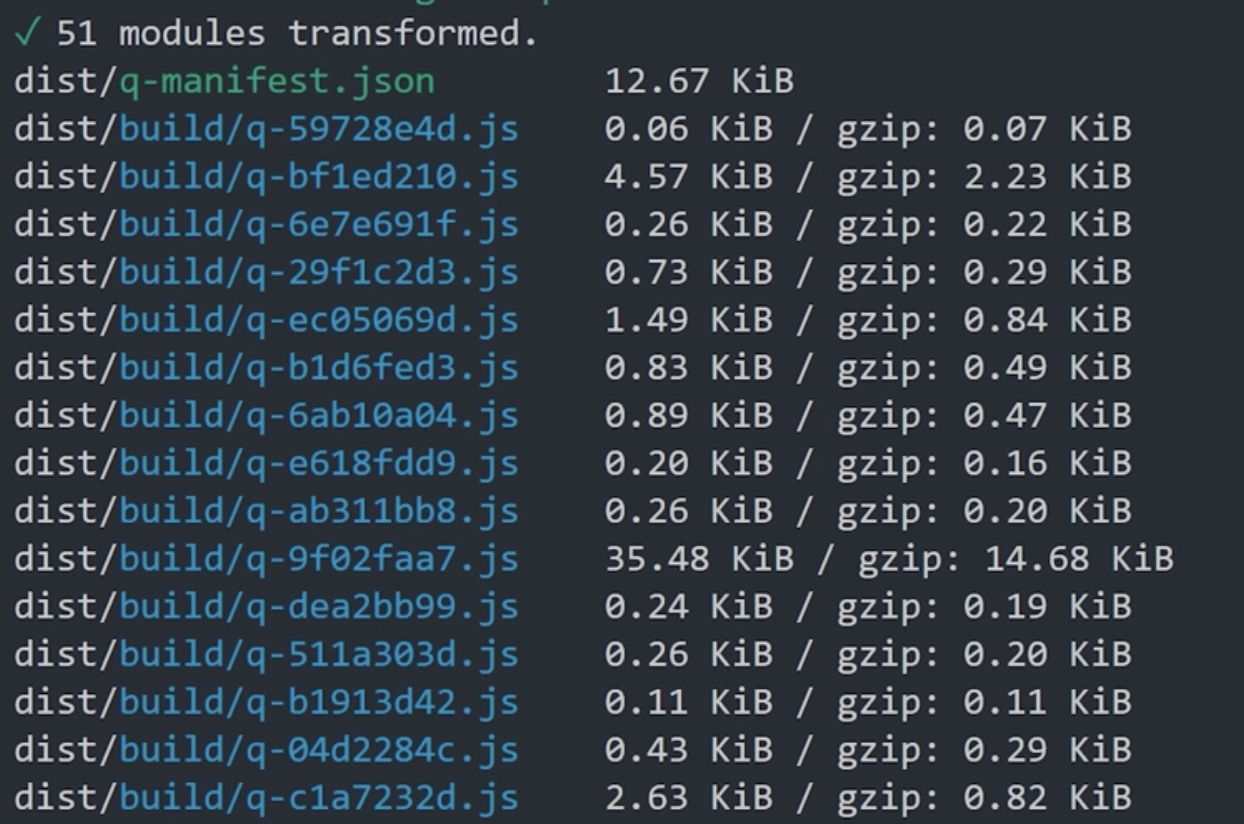 ✓ 51 modules transformed.
dist/q-manifest.json 12.67 KiB
dist/build/q-59728e4d.js 0.06 KiB / gzip: 0.07 KiB
dist/build/q-bf1ed210.js 4.57 KiB / gzip: 2.23 KiB
dist/build/q-6e7e691f.js 0.26 KiB / gzip: 0.22 KiB
dist/build/q-29f1c2d3.js 0.73 KiB / gzip: 0.29 KiB
dist/build/q-ec05069d.js 1.49 KiB / gzip: 0.84 KiB
dist/build/q-b1d6fed3.js 0.83 KiB / gzip: 0.49 KiB
dist/build/q-6ab10a04.js 0.89 KiB / gzip: 0.47 KiB
dist/build/q-e618fdd9.js 0.20 KiB / gzip: 0.16 KiB
dist/build/q-ab311bb8.js 0.26 KiB / gzip: 0.20 KiB
dist/build/q-9f02faa7.js 35.48 KiB / gzip: 14.68 KiB
dist/build/q-dea2bb99.js 0.24 KiB / gzip: 0.19 KiB
dist/build/q-511a303d.js 0.26 KiB / gzip: 0.20 KiB
dist/build/q-b1913d42.js 0.11 KiB / gzip: 0.11 KiB
dist/build/q-04d2284c.js 0.43 KiB / gzip: 0.29 KiB
dist/build/q-c1a7232d.js 2.63 KiB / gzip: 0.82 KiB